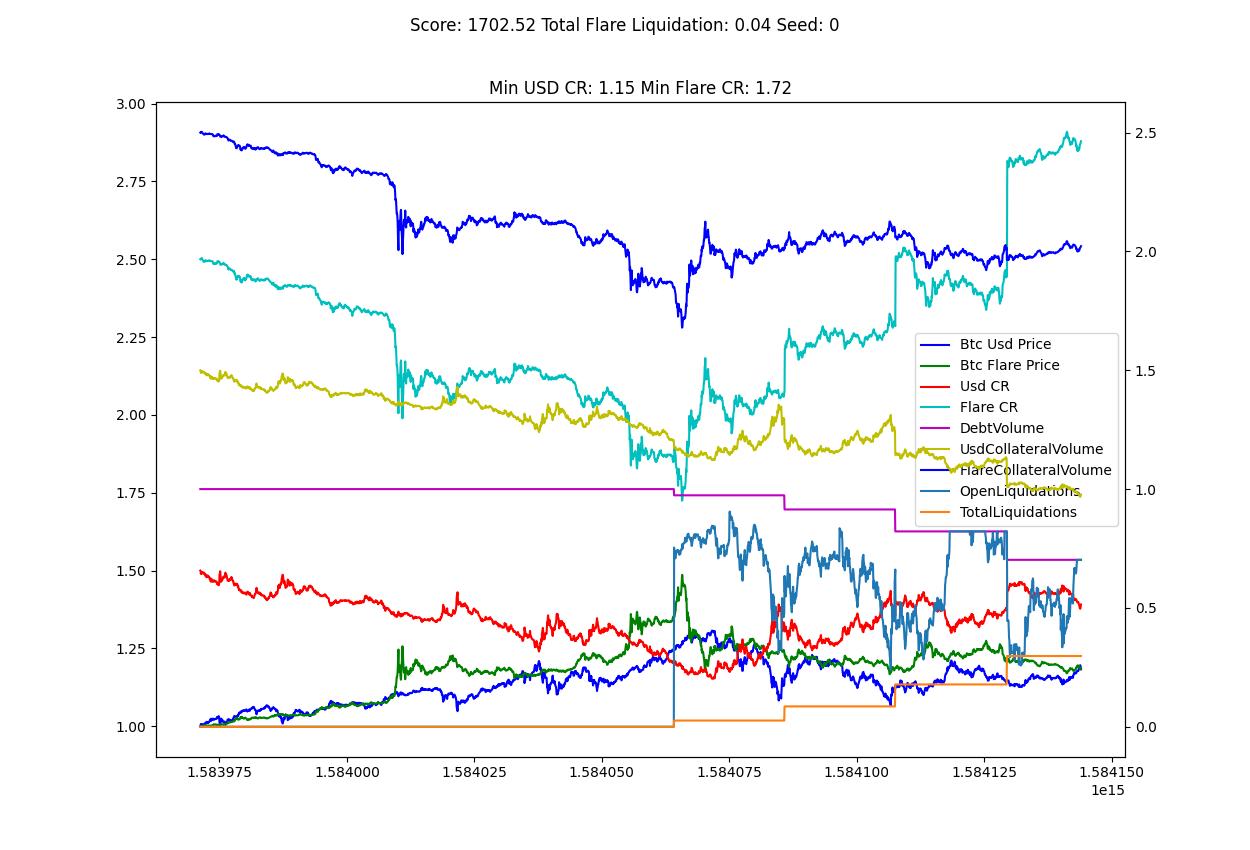 Score: 1702.52 Total Flare Liquidation: 0.04 Seed: 0
Min USD CR: 1.15 Min Flare CR: 1.72
3.00
2.75
2.50
2.25
2.00
1.75
1.50
1.25
1.00
2.5
2.0
1.5
1.0
0.5
0.0
Btc Usd Price
Btc Flare Price
Usd CR
Flare CR
DebtVolume
UsdCollateralVolume
FlareCollateralVolume
OpenLiquidations
TotalLiquidations
1.583975 1.584000 1.584025 1.584050 1.584075 1.584100 1.584125 1.584150
1e15